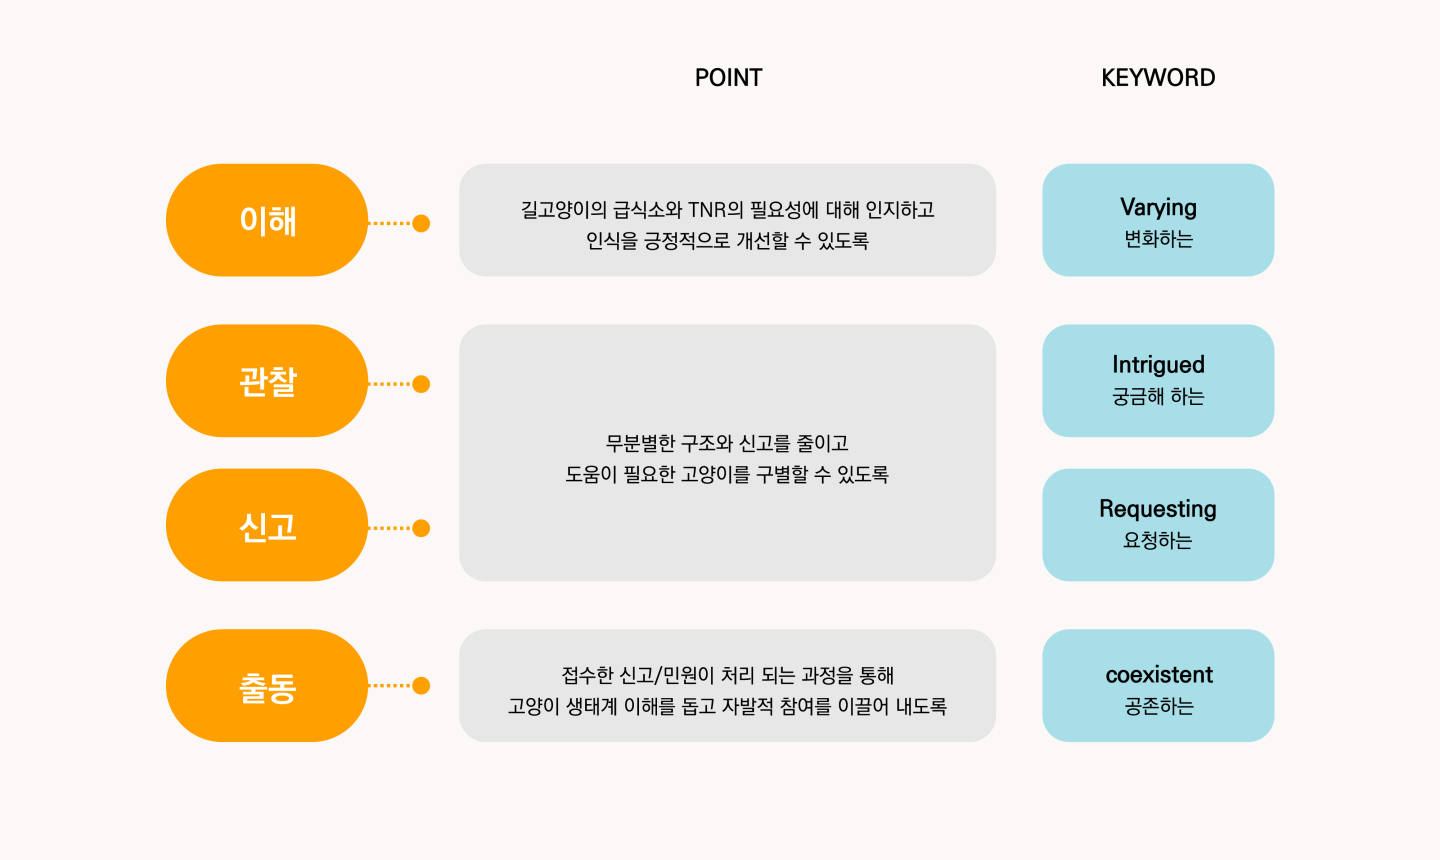 POINT
KEYWORD
이해
길고양이의 급식소와 TNR의 필요성에 대해 인지하고
인식을 긍정적으로 개선할 수 있도록
Varying
변화하는
관찰
Intrigued
궁금해 하는
무분별한 구조와 신고를 줄이고
도움이 필요한 고양이를 구별할 수 있도록
신고
Requesting
요청하는
출동
접수한 신고/민원이 처리 되는 과정을 통해
고양이 생태계 이해를 돕고 자발적 참여를 이끌어 내도록
coexistent
공존하는